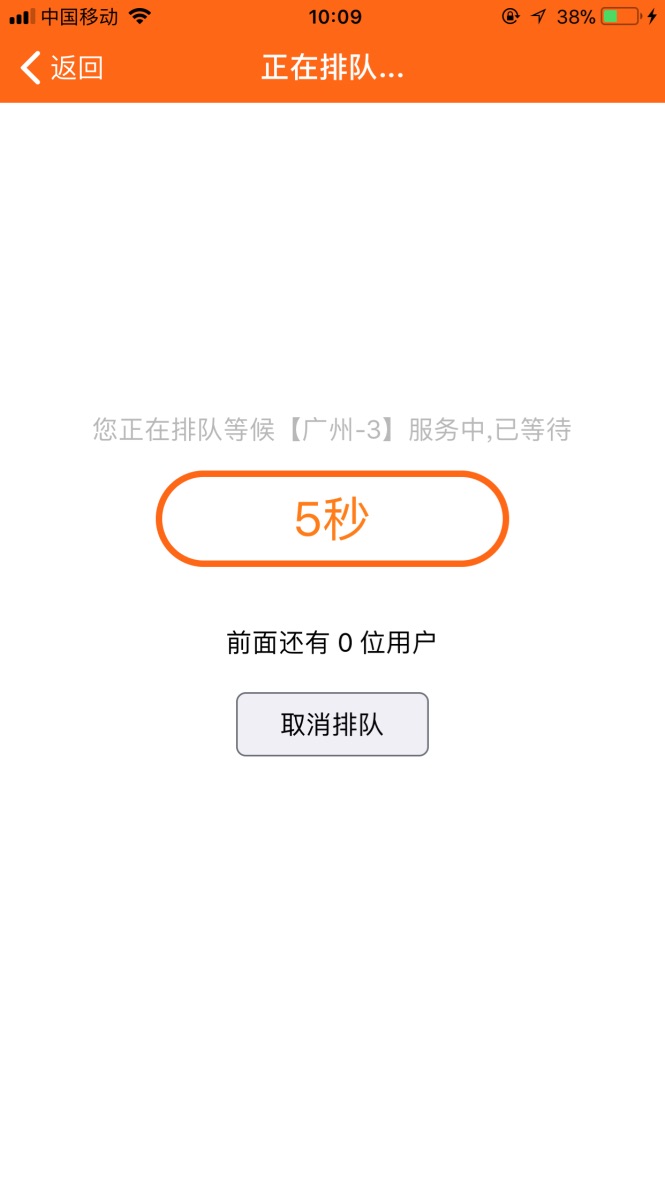 中国移动
10:09
38%
返回
正在排队...
您正在排队等候【广州-3】服务中,已等待
5秒
前面还有 0 位用户
取消排队